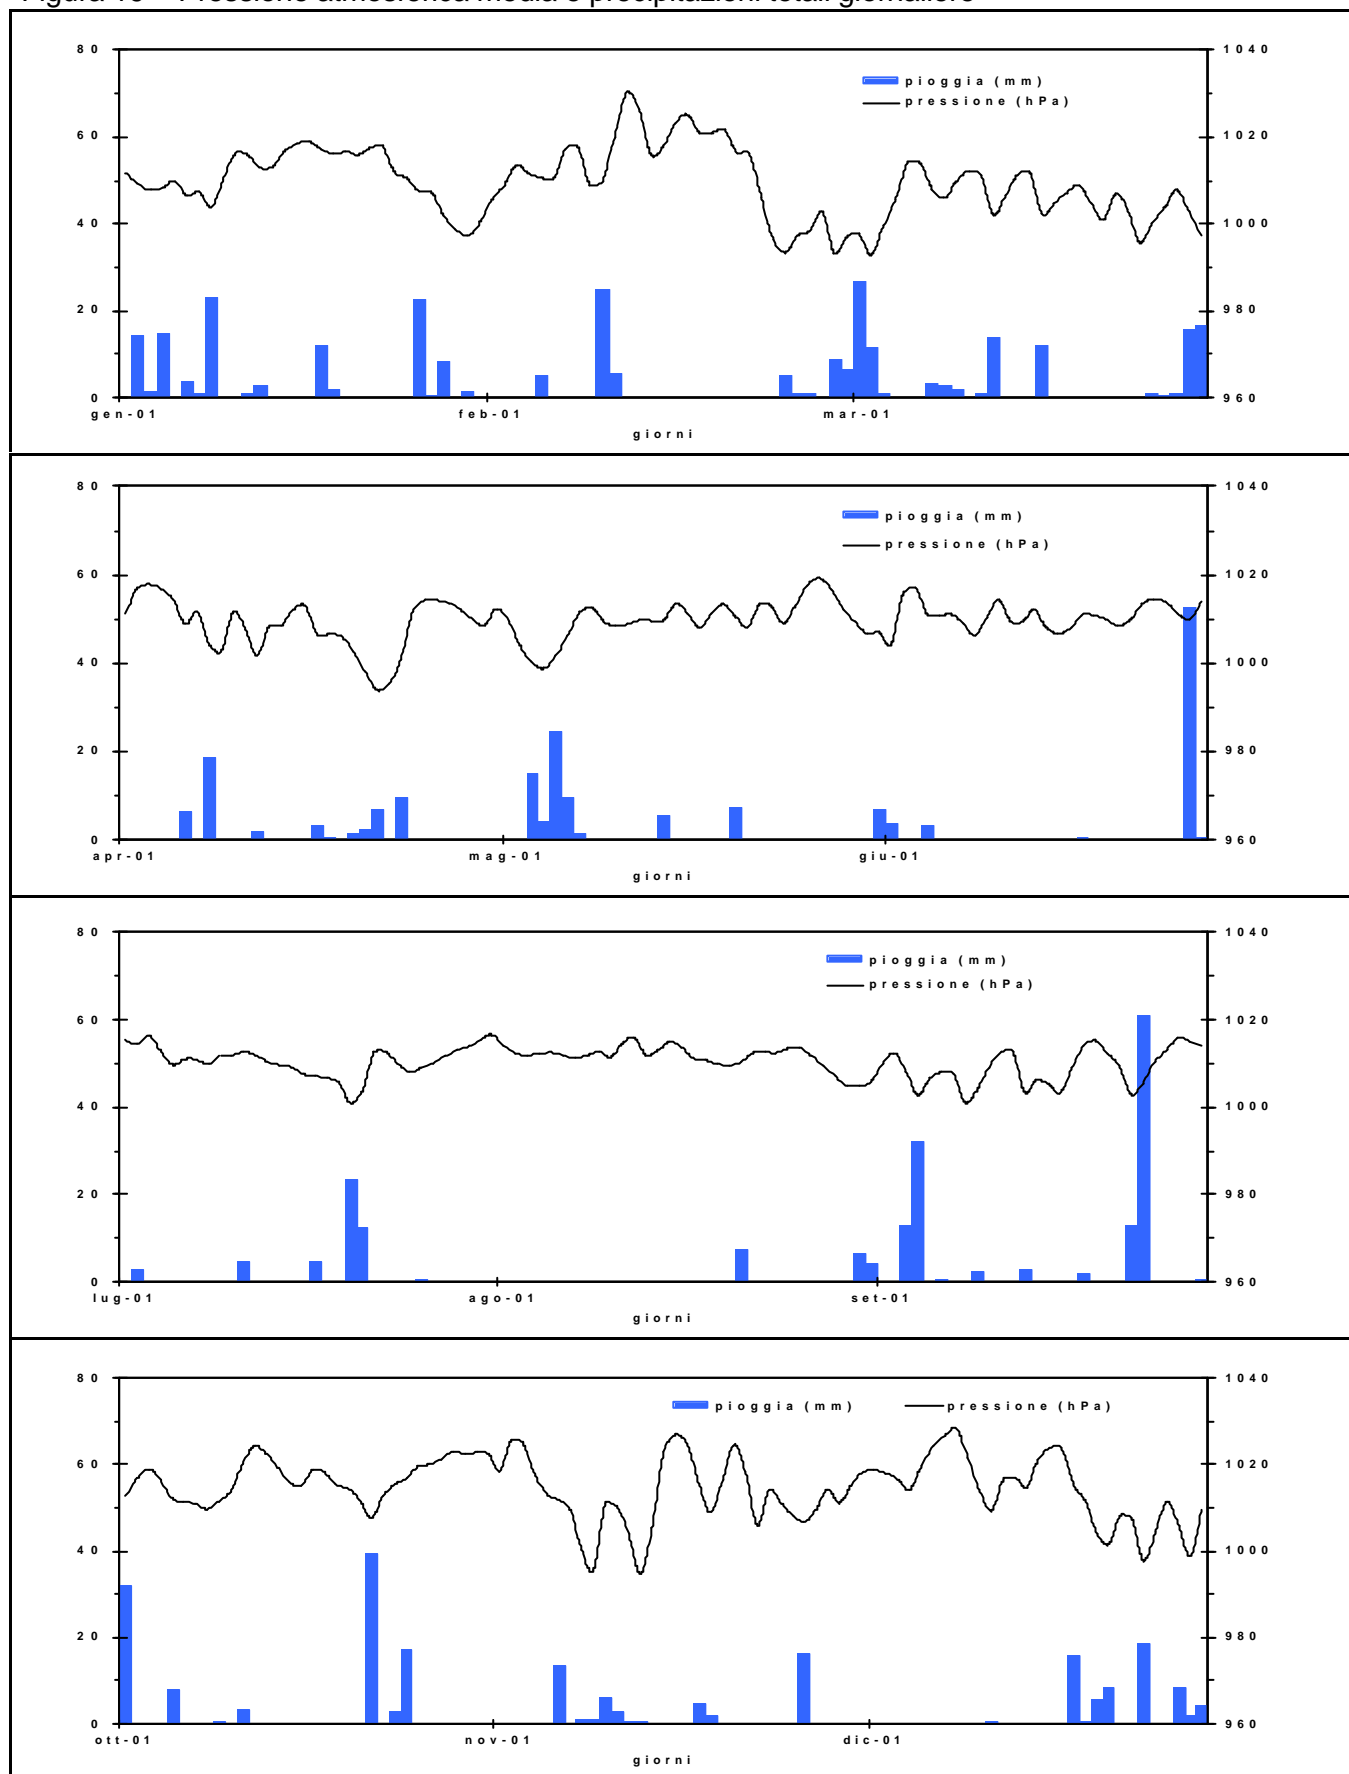 80 1040
pioggia (mm)
pressione (hPa)
60 1020
40 1000
20 980
0 960
gen-01 feb-01 mar-01
giorni
80 1040
pioggia (mm)
pressione (hPa)
60 1020
40 1000
20 980
0 960
apr-01 mag-01 giu-01
giorni
80 1040
pioggia (mm)
pressione (hPa)
60 1020
40 1000
20 980
0 960
lug-01 ago-01 set-01
giorni
80 1040
pioggia (mm) pressione (hPa)
60 1020
40 1000
20 980
0 960
ott-01 nov-01 dic-01
giorni